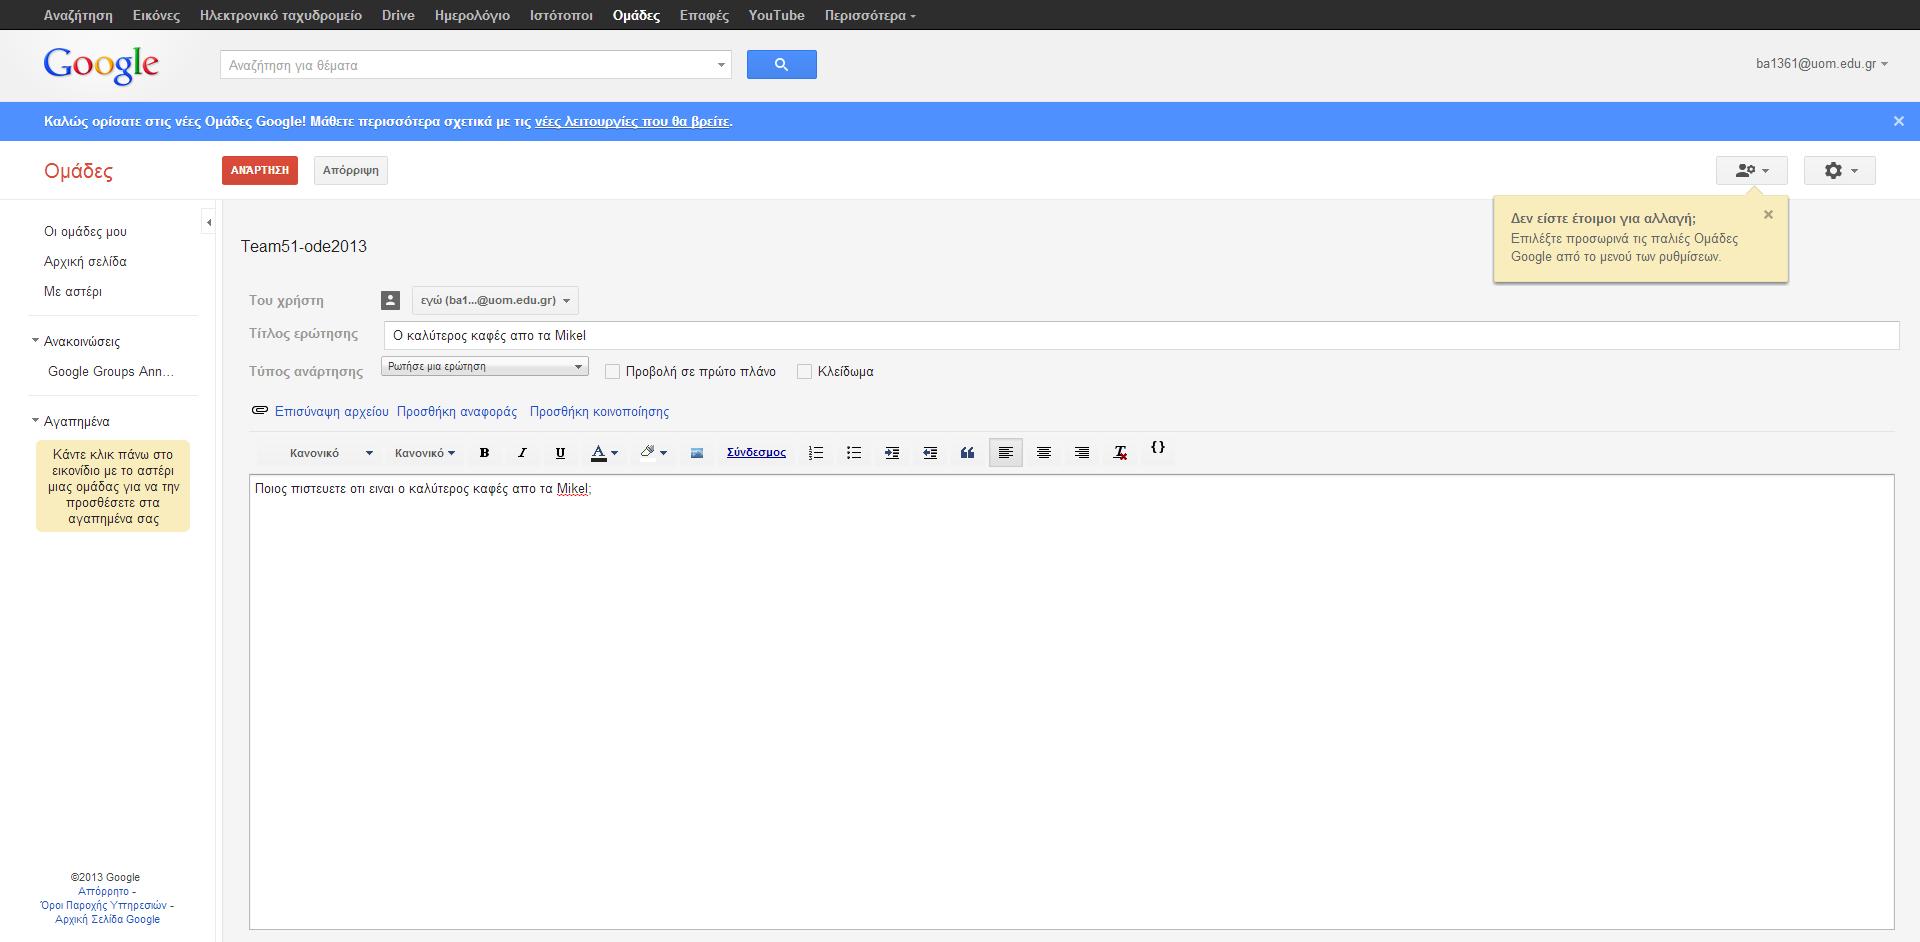 Αναζήτηση Εικόνες Ηλεκτρονικό ταχυδρομείο Drive Ημερολόγιο Ιστότοποι Ομάδες Επαφές YouTube Περισσότερα
Google Αναζήτηση για θέματα ba1361@uom.edu.gr
Καλώς ορίσατε στις νέες Ομάδες Google! Μάθετε περισσότερα σχετικά με τις νέες λειτουργίες που θα βρείτε.
Ομάδες ΑΝΆΡΤΗΣΗ Απόρριψη
Δεν είστε έτοιμοι για αλλαγή;
Επιλέξτε προσωρινά τις παλιές Ομάδες
Google από το μενού των ρυθμίσεων.
Οι ομάδες μου
Αρχική σελίδα
Με αστέρι
Ανακοινώσεις
Google Groups Ann...
Αγαπημένα
Κάντε κλικ πάνω στο
εικονίδιο με το αστέρι
μιας ομάδας για να την
προσθέσετε στα
αγαπημένα σας
Team51-ode2013
Του χρήστη εγώ (ba1...@uom.edu.gr)
Τίτλος ερώτησης Ο καλύτερος καφές απο τα Mikel
Τύπος ανάρτησης Ρωτήσε μια ερώτηση Προβολή σε πρώτο πλάνο Κλείδωμα
Επισύναψη αρχείου Προσθήκη αναφοράς Προσθήκη κοινοποίησης
Κανονικό Κανονικό B I U A Σύνδεσμος {}
Ποιος πιστευετε οτι ειναι ο καλύτερος καφές απο τα Mikel;
©2013 Google
Απόρρητο -
Όροι Παροχής Υπηρεσιών -
Αρχική Σελίδα Google